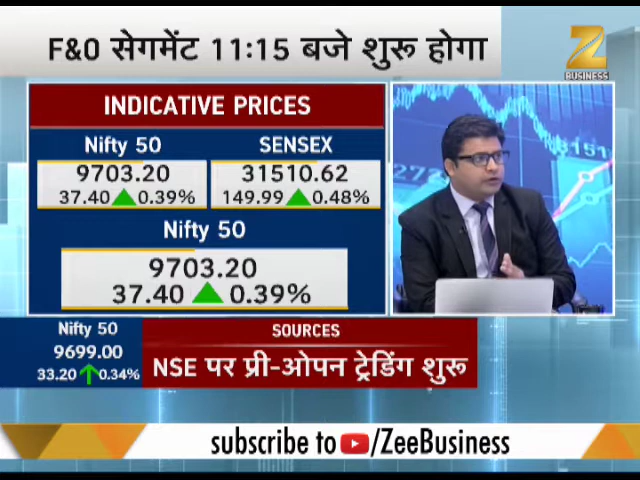 F&O सेगमेंट 11:15 बजे शुरू होगा
Z
BUSINESS
INDICATIVE PRICES
Nifty 50
SENSEX
9703.20
31510.62
37.40 0.39%
149.99 0.48%
Nifty 50
9703.20
37.40 0.39%
3151
272
Nifty 50
9699.00
33.20 0.34%
SOURCES
NSE पर प्री-ओपन ट्रेडिंग शुरू
subscribe to /ZeeBusiness